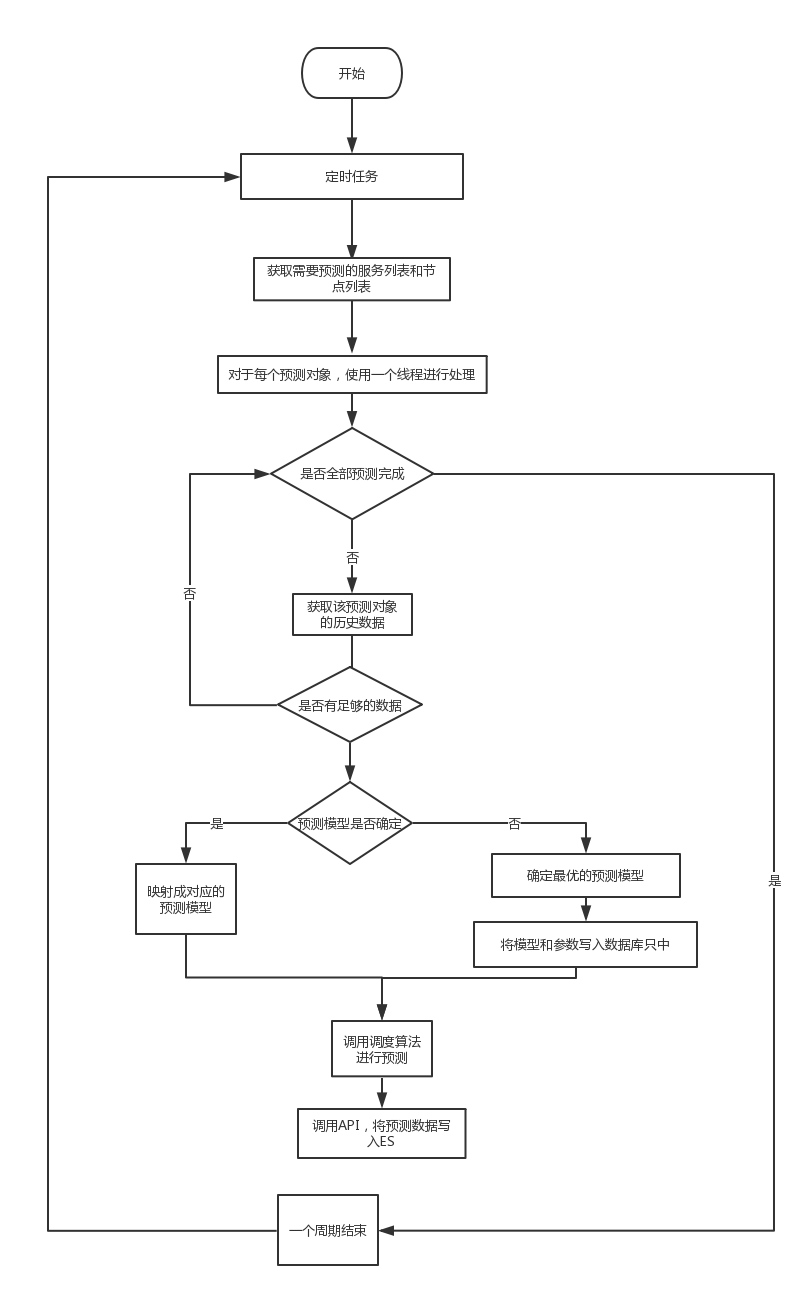 开始
定时任务
获取需要预测的服务列表和节
点列表
对于每个预测对象，使用一个线程进行处理
是否全部预测完成
否
否
获取该预测对象
的历史数据
是否有足够的数据
预测模型是否确定
是
否
映射成对应的
预测模型
确定最优的预测模型
是
将模型和参数写入数据库只中
调用调度算法
进行预测
调用API，将预测数据写
入ES
一个周期结束